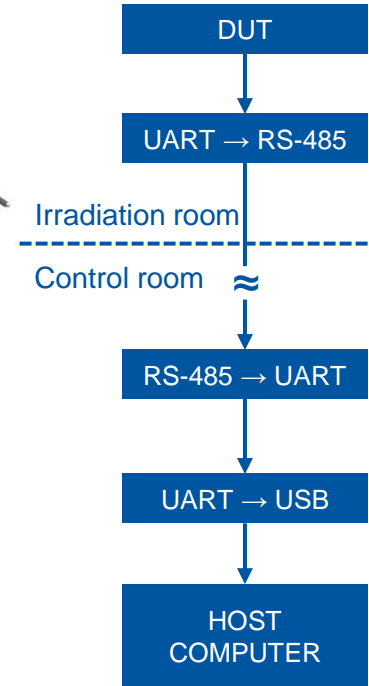 DUT
UART → RS-485
Irradiation room
Control room ≈
RS-485 → UART
UART → USB
HOST
COMPUTER